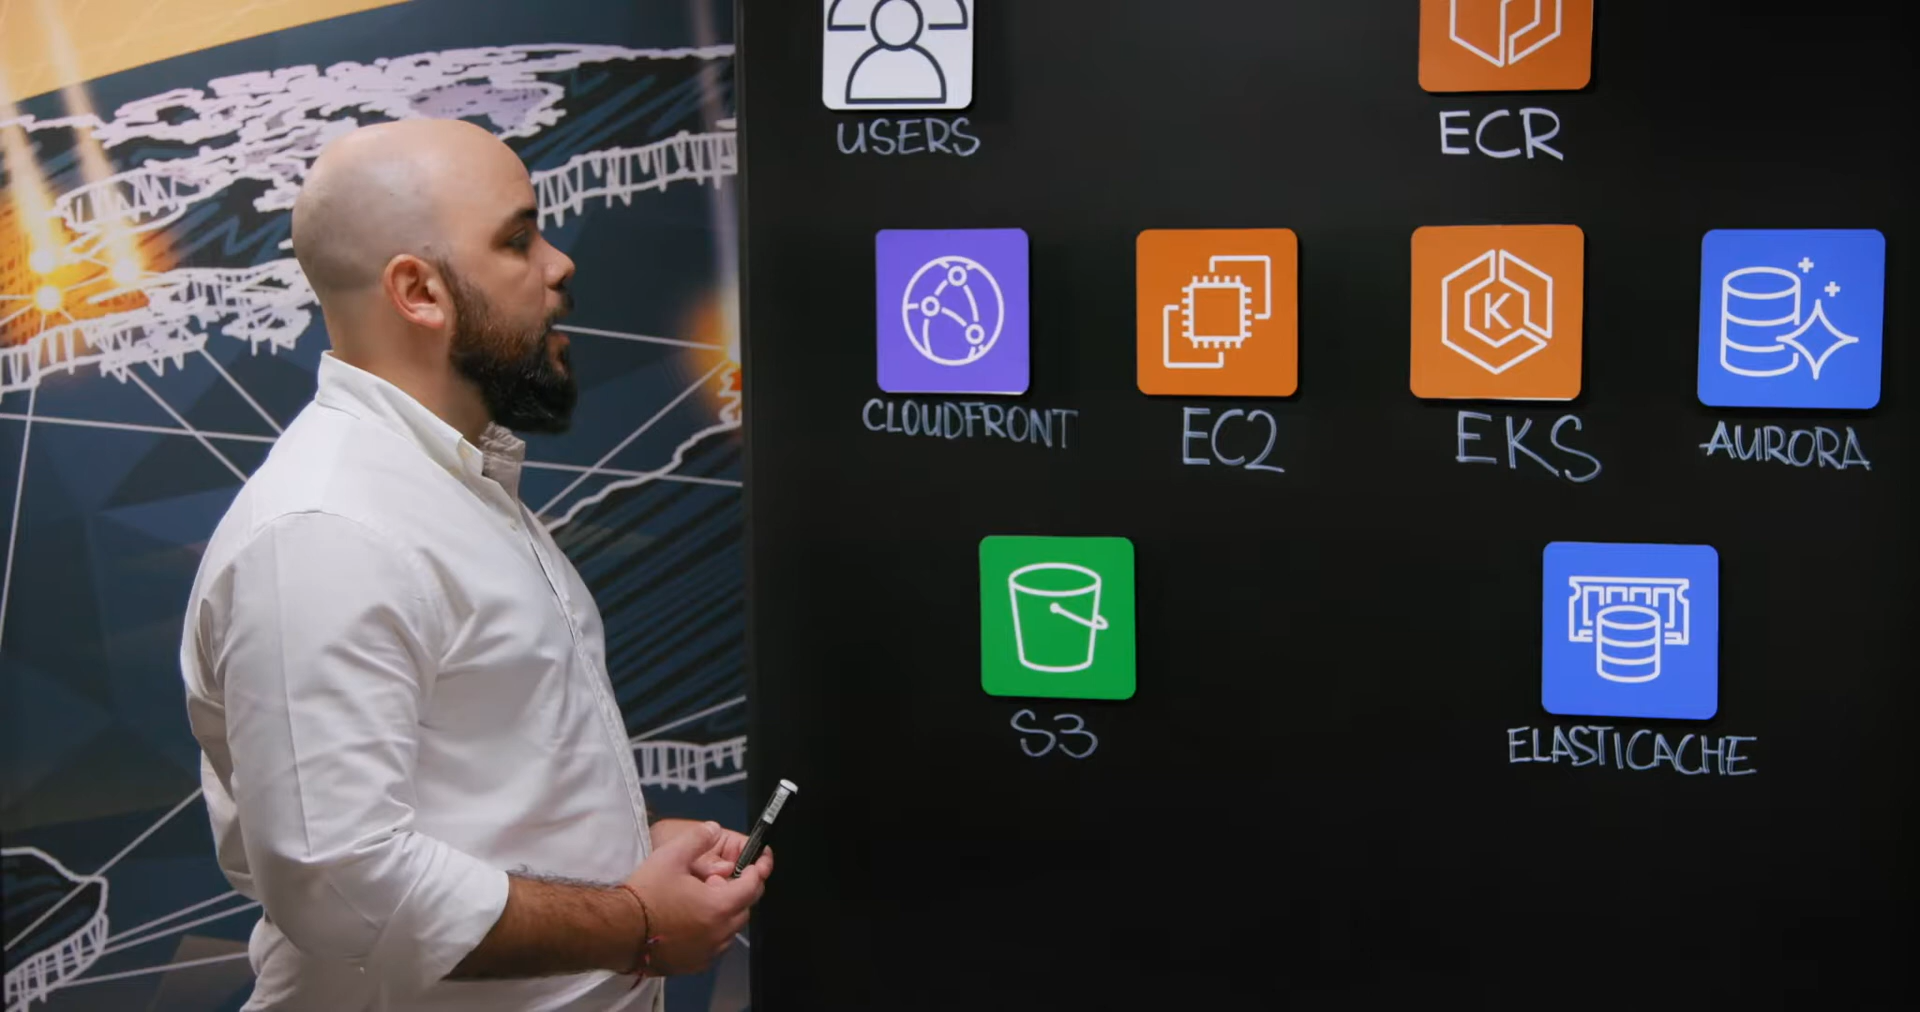 USERS
ECR
K
CLOUDFRONT
EC2
EKS
AURORA
S3
ELASTICACHE